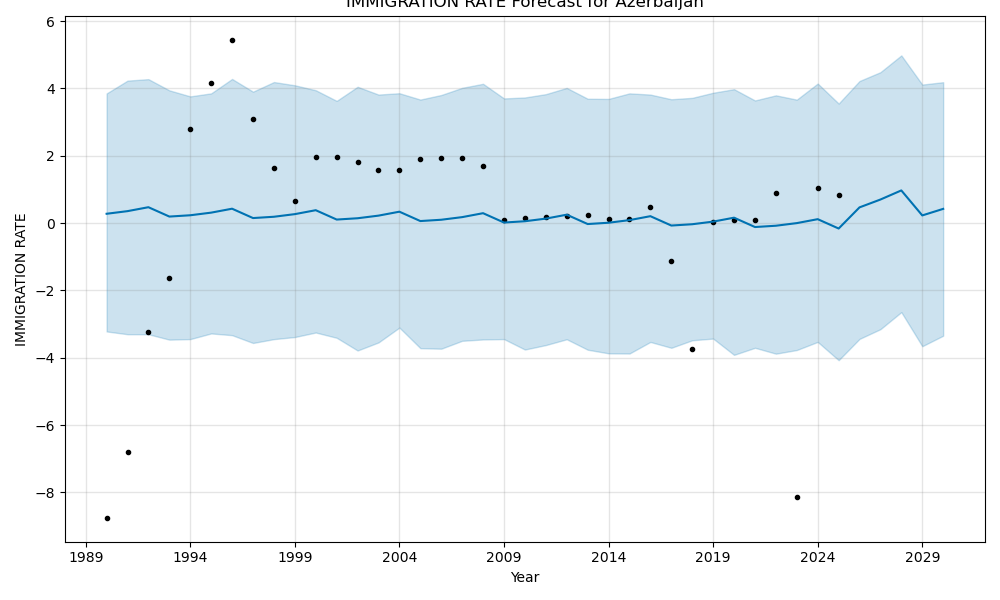 IMMIGRATION RATE Forecast for Azerbaijan
6
4
2
0
−2
−4
−6
−8
IMMIGRATION RATE
1989 1994 1999 2004 2009 2014 2019 2024 2029
Year